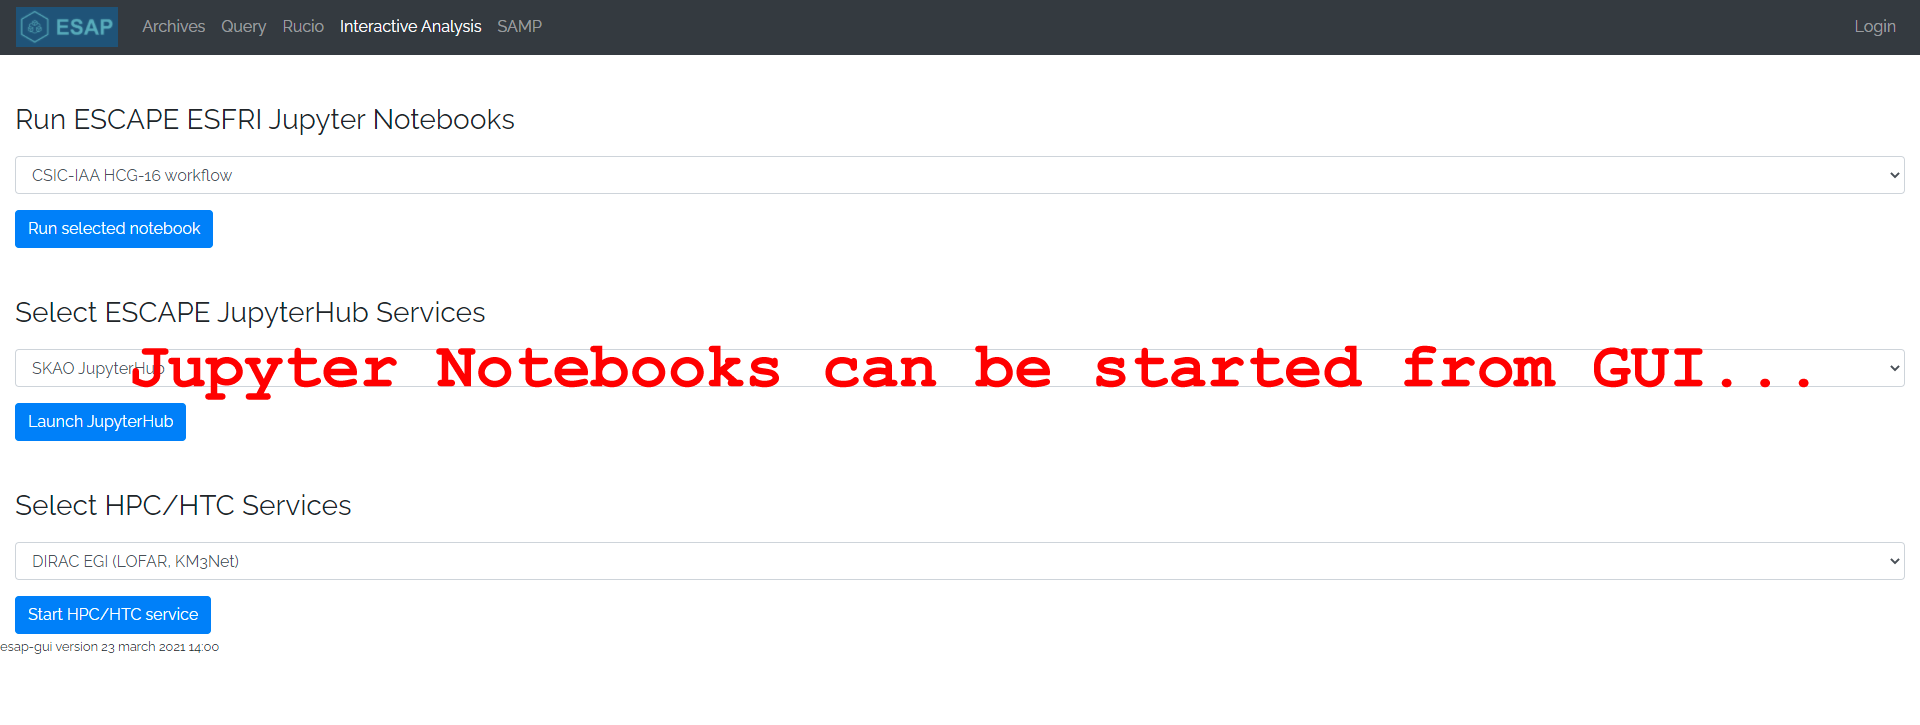 ESAP Archives Query Rucio Interactive Analysis SAMP Login
Run ESCAPE ESFRI Jupyter Notebooks
CSIC-IAA HCG-16 workflow
Run selected notebook
Select ESCAPE JupyterHub Services
SKAO JupyterHub
Jupyter Notebooks can be started from GUI...
Launch JupyterHub
Select HPC/HTC Services
DIRAC EGI (LOFAR, KM3Net)
Start HPC/HTC service
esap-gui version 23 march 2021 14:00